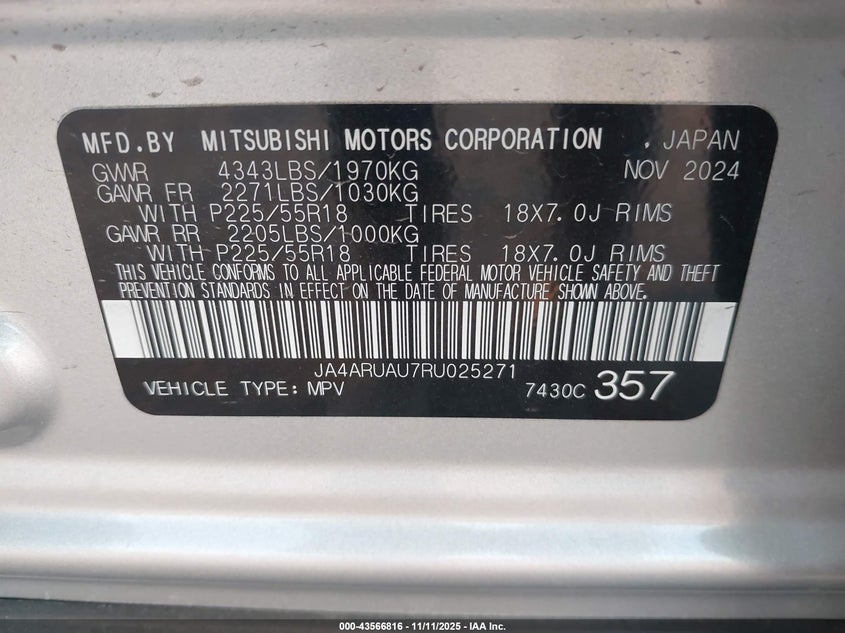 MFD.BY MITSUBISHI MOTORS CORPORATION . JAPAN
GVWR 4343LBS/1970KG NOV 2024
GAWR FR 2271LBS/1030KG
WITH P225/55R18 TIRES 18X7.0J RIMS
GAWR RR 2205LBS/1000KG
WITH P225/55R18 TIRES 18X7.0J RIMS
THIS VEHICLE CONFORMS TO ALL APPLICABLE FEDERAL MOTOR VEHICLE SAFETY AND THEFT
PREVENTION STANDARDS IN EFFECT ON THE DATE OF MANUFACTURE SHOWN ABOVE.
JA4ARUAU7RU025271
VEHICLE TYPE: MPV 7430C 357
000-43566816 - 11/11/2025 - IAA Inc.